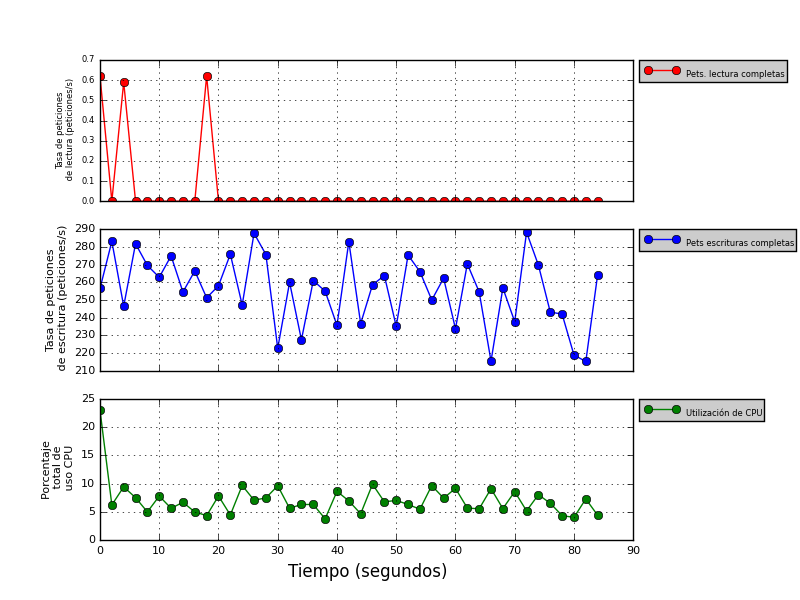 0.7
0.6
0.5
0.4
0.3
0.2
0.1
0.0
Tasa de peticiones
de lectura (peticiones/s)
Pets. lectura completas
290
280
270
260
250
240
230
220
210
Tasa de peticiones
de escritura (peticiones/s)
Pets escrituras completas
25
20
15
10
5
0
Porcentaje
total de
uso CPU
Utilización de CPU
0 10 20 30 40 50 60 70 80 90
Tiempo (segundos)